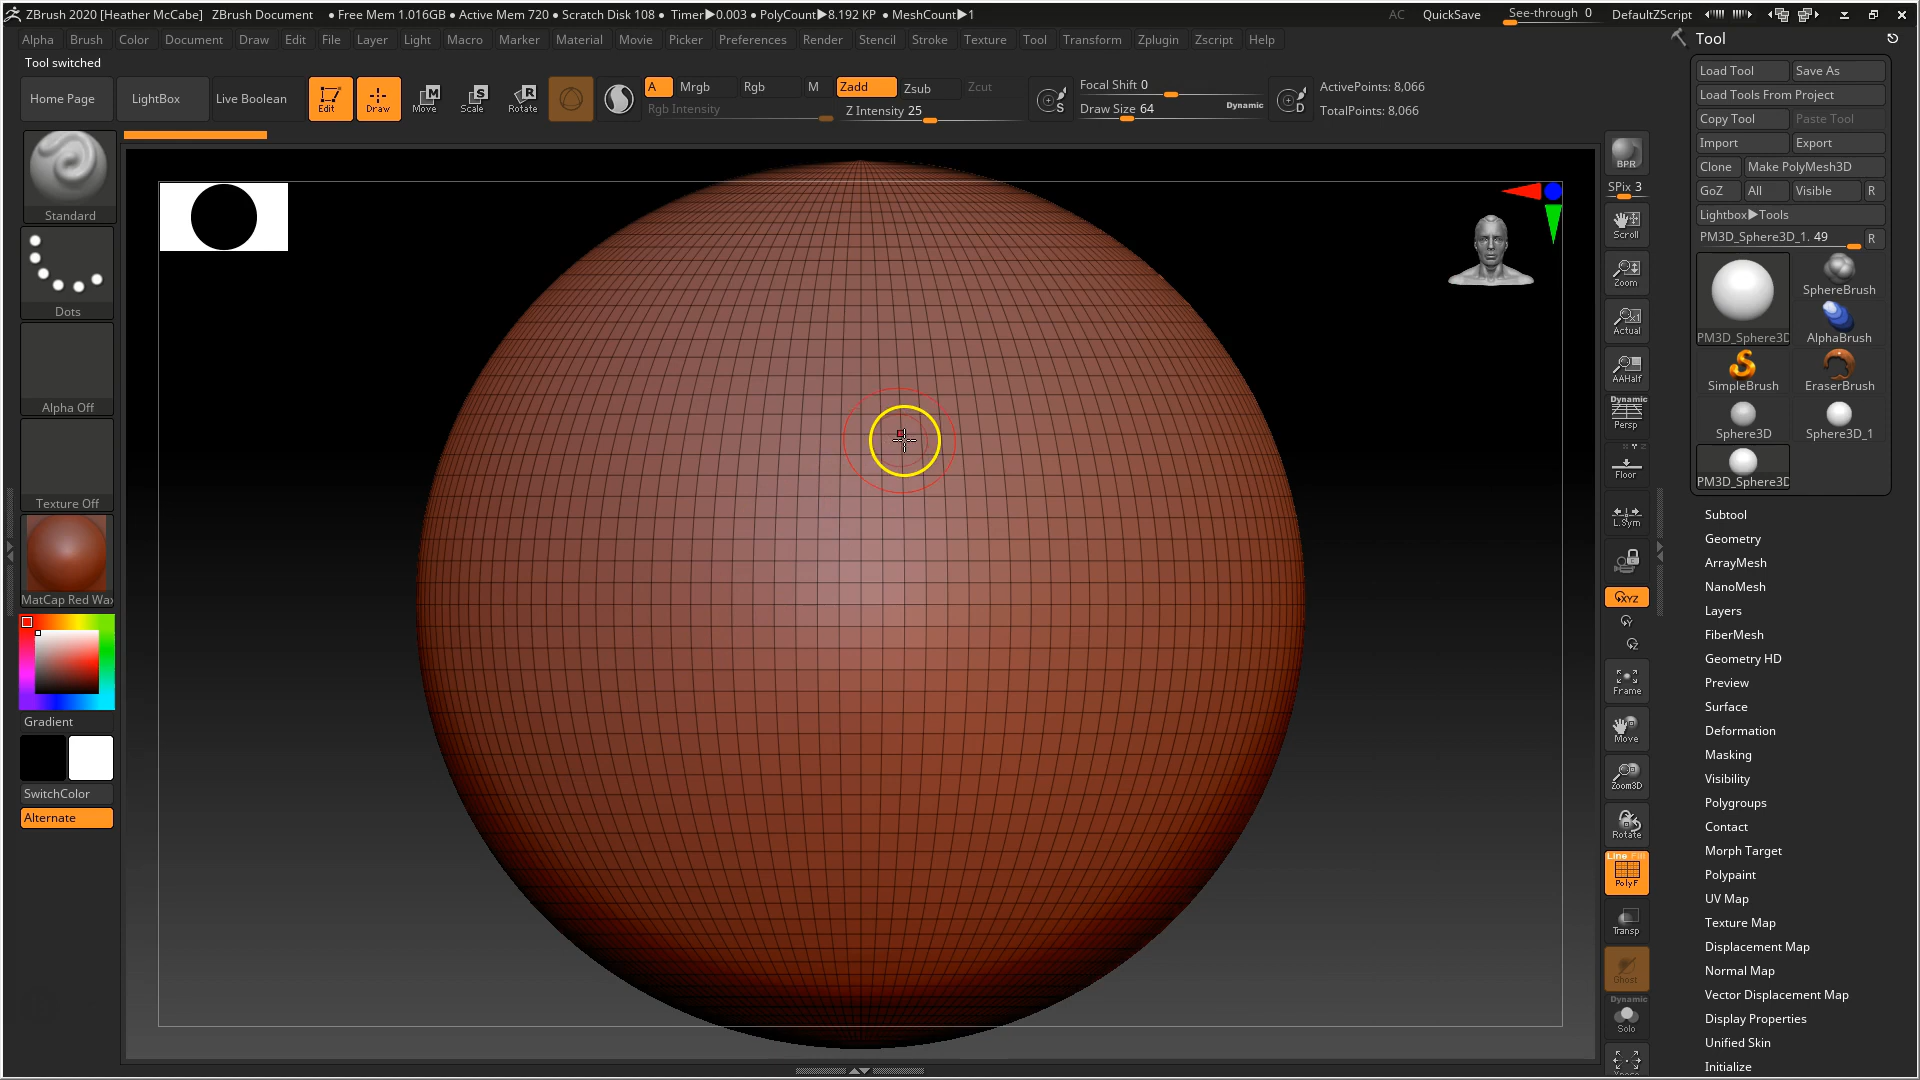 ZBrush 2020 [Heather McCabe] ZBrush Document • Free Mem 1.016GB • Active Mem 720 • Scratch Disk 108 • Timer▶0.003 • PolyCount▶8.192 KP • MeshCount▶1 AC QuickSave See-through 0 DefaultZScript
Alpha Brush Color Document Draw Edit File Layer Light Macro Marker Material Movie Picker Preferences Render Stencil Stroke Texture Tool Transform Zplugin Zscript Help
Tool switched
Home Page LightBox Live Boolean Edit Draw Move Scale Rotate
M S R
A Mrgb Rgb M Zadd Zsub Zcut
Rgb Intensity Z Intensity 25
S Focal Shift 0
Draw Size 64 Dynamic
D ActivePoints: 8,066
TotalPoints: 8,066
Standard
Dots
Alpha Off
Texture Off
MatCap Red Wax
Gradient
SwitchColor
Alternate
BPR
SPix 3
Scroll
Zoom
Actual
AAHalf
Dynamic
Persp
Floor
L.Sym
XYZ
Y
Z
Frame
Move
Zoom3D
Rotate
Line Fill
PolyF
Transp
Ghost
Dynamic
Solo
Tool
Load Tool Save As
Load Tools From Project
Copy Tool Paste Tool
Import Export
Clone Make PolyMesh3D
GoZ All Visible R
Lightbox▶Tools
PM3D_Sphere3D_1. 49 R
PM3D_Sphere3D
SphereBrush
AlphaBrush
SimpleBrush EraserBrush
Sphere3D Sphere3D_1
PM3D_Sphere3D
Subtool
Geometry
ArrayMesh
NanoMesh
Layers
FiberMesh
Geometry HD
Preview
Surface
Deformation
Masking
Visibility
Polygroups
Contact
Morph Target
Polypaint
UV Map
Texture Map
Displacement Map
Normal Map
Vector Displacement Map
Display Properties
Unified Skin
Initialize